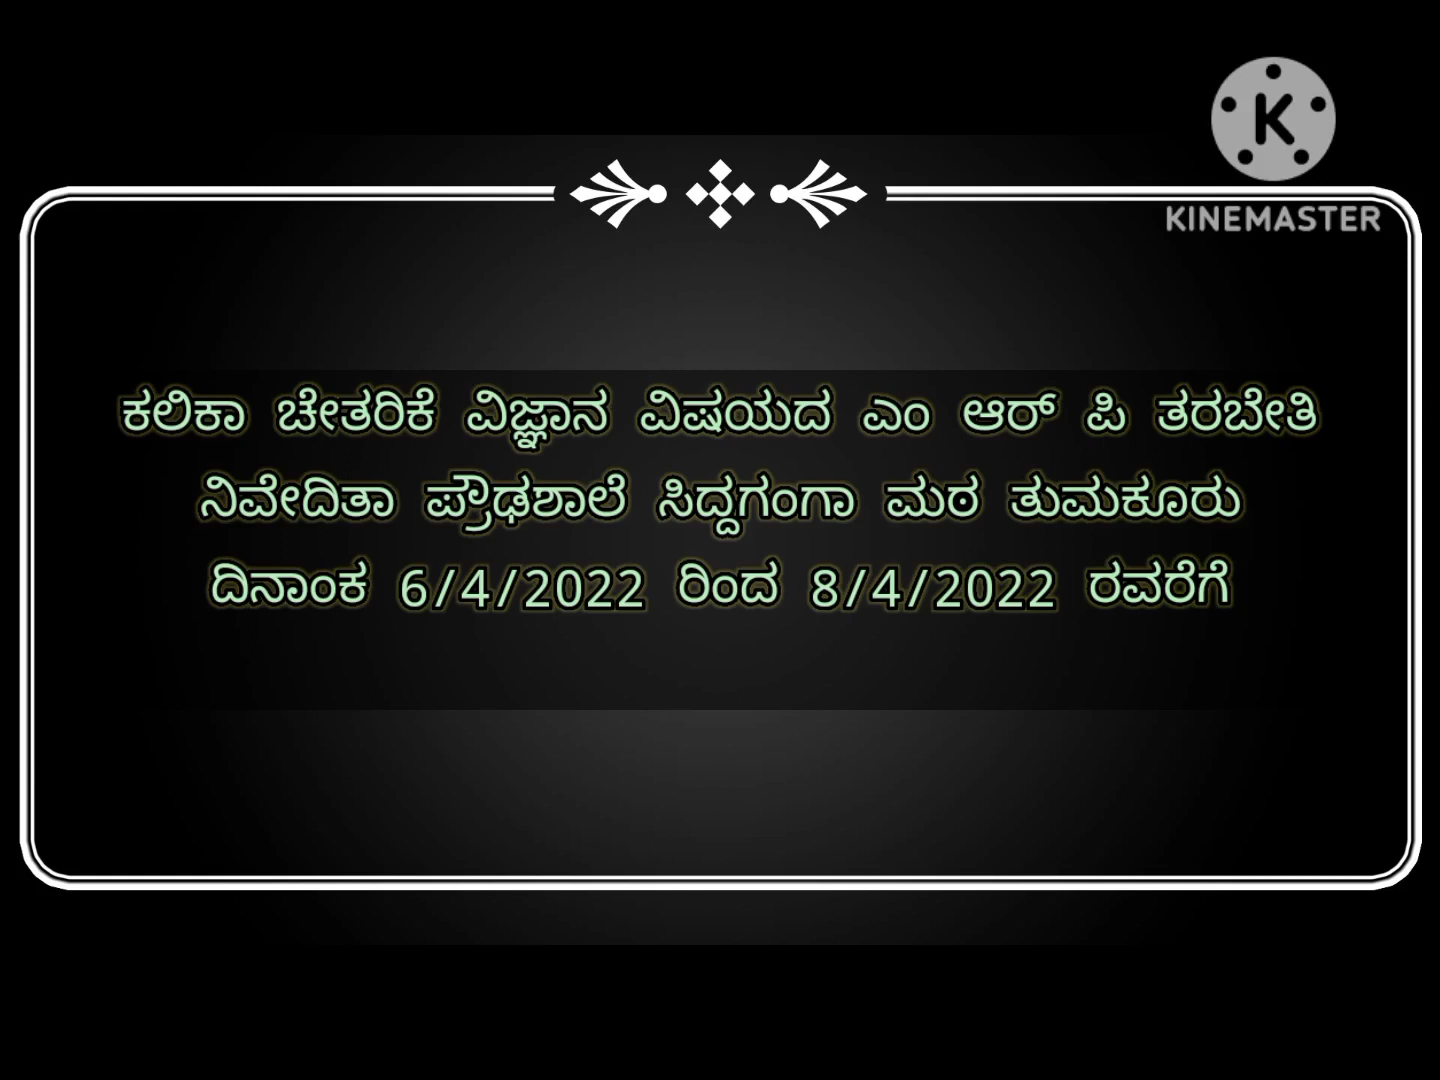 KINEMASTER
ಕಲಿಕಾ ಚೇತರಿಕೆ ವಿಜ್ಞಾನ ವಿಷಯದ ಎಂ ಆರ್ ಪಿ ತರಬೇತಿ
ನಿವೇದಿತಾ ಪ್ರೌಢಶಾಲೆ ಸಿದ್ದಗಂಗಾ ಮಠ ತುಮಕೂರು
ದಿನಾಂಕ 6/4/2022 ರಿಂದ 8/4/2022 ರವರೆಗೆ